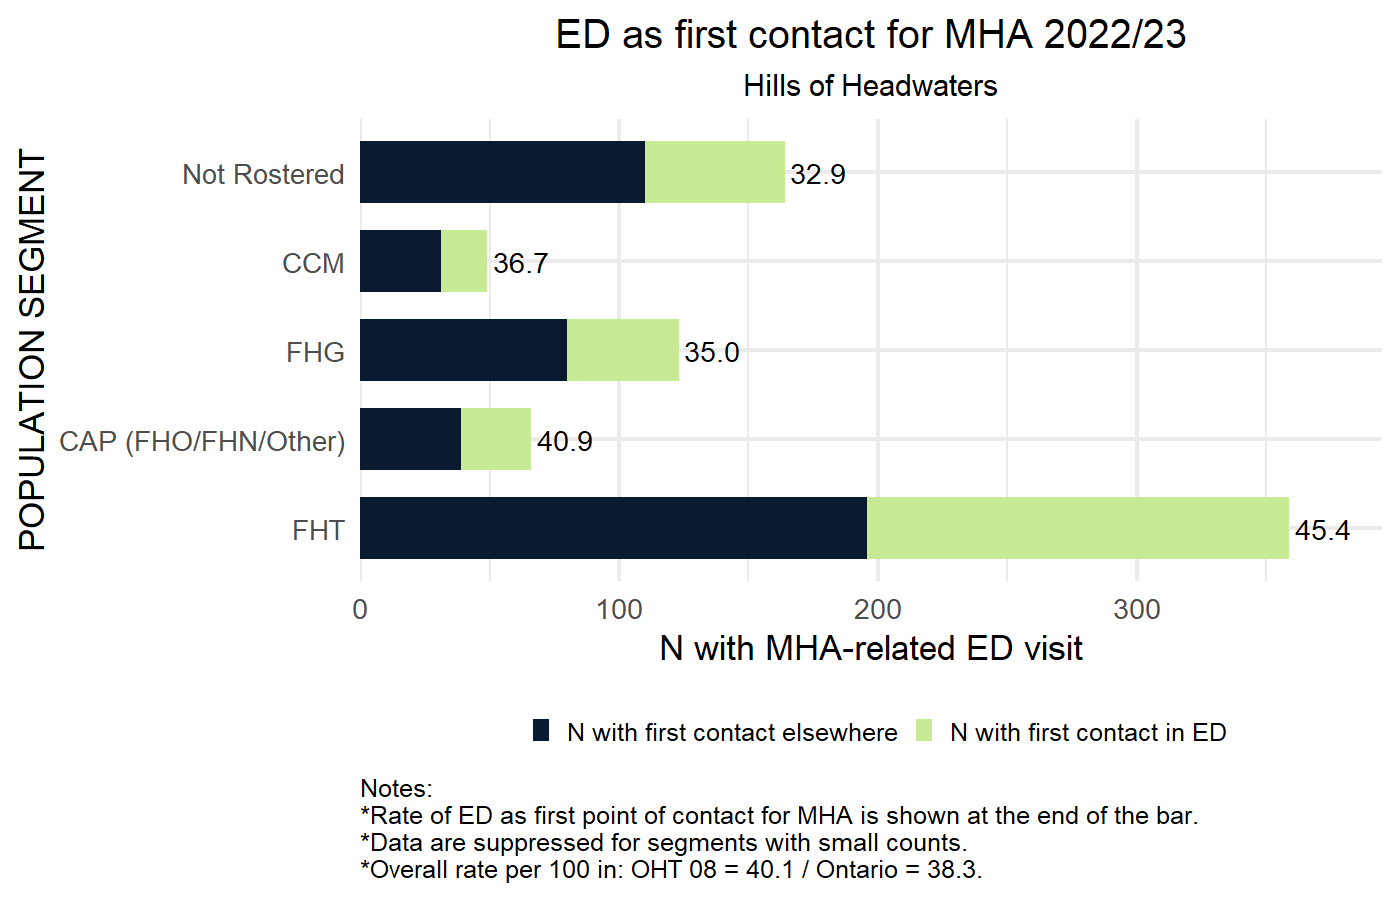 ED as first contact for MHA 2022/23
Hills of Headwaters
POPULATION SEGMENT
Not Rostered
32.9
CCM
36.7
FHG
35.0
CAP (FHO/FHN/Other)
40.9
FHT
45.4
0 100 200 300
N with MHA-related ED visit
N with first contact elsewhere N with first contact in ED
Notes:
*Rate of ED as first point of contact for MHA is shown at the end of the bar.
*Data are suppressed for segments with small counts.
*Overall rate per 100 in: OHT 08 = 40.1 / Ontario = 38.3.